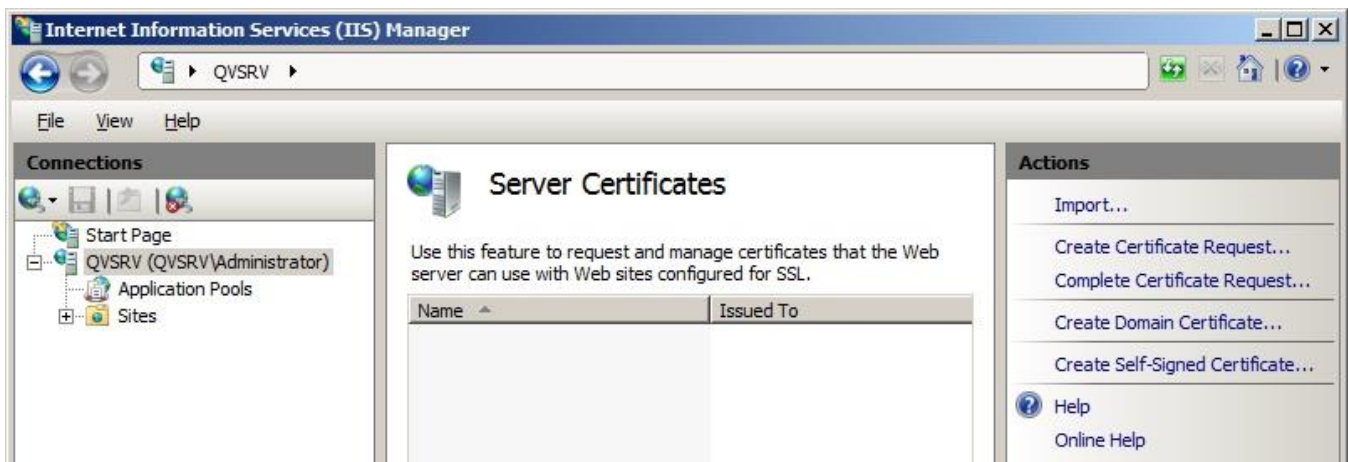 Internet Information Services (IIS) Manager
QVSRV
File View Help
Connections
Start Page
QVSRV (QVSRV\Administrator)
Application Pools
Sites
Server Certificates
Use this feature to request and manage certificates that the Web
server can use with Web sites configured for SSL.
Name Issued To
Actions
Import...
Create Certificate Request...
Complete Certificate Request...
Create Domain Certificate...
Create Self-Signed Certificate...
Help
Online Help